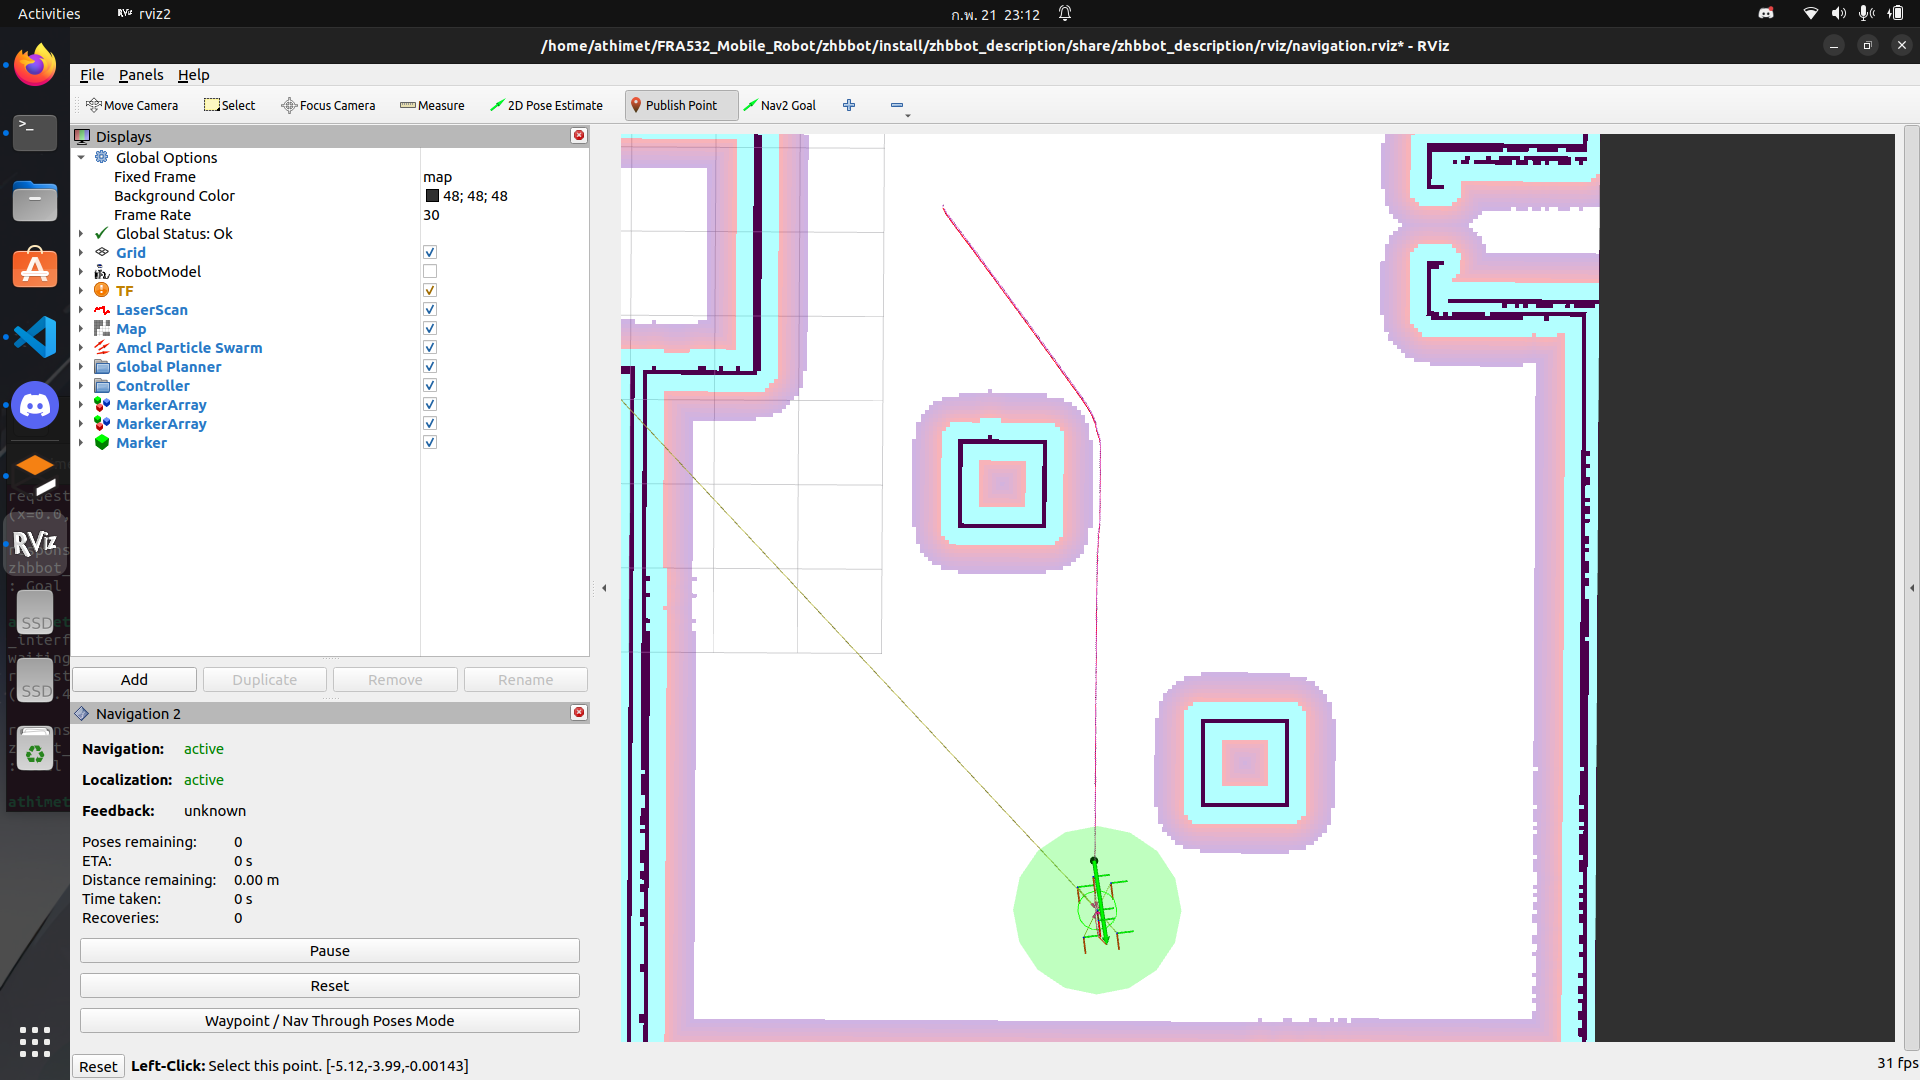 Activities
rviz2
ก.พ. 21 23:12
/home/athimet/FRA532_Mobile_Robot/zhbbot/install/zhbbot_description/share/zhbbot_description/rviz/navigation.rviz* - RViz
File Panels Help
Move Camera Select Focus Camera Measure 2D Pose Estimate Publish Point Nav2 Goal
Displays
Global Options
Fixed Frame map
Background Color 48; 48; 48
Frame Rate 30
Global Status: Ok
Grid
RobotModel
TF
LaserScan
Map
Amcl Particle Swarm
Global Planner
Controller
MarkerArray
MarkerArray
Marker
Add Duplicate Remove Rename
Navigation 2
Navigation: active
Localization: active
Feedback: unknown
Poses remaining: 0
ETA: 0 s
Distance remaining: 0.00 m
Time taken: 0 s
Recoveries: 0
Pause
Reset
Waypoint / Nav Through Poses Mode
Reset Left-Click: Select this point. [-5.12,-3.99,-0.00143]
31 fps
RViz
SSD
SSD